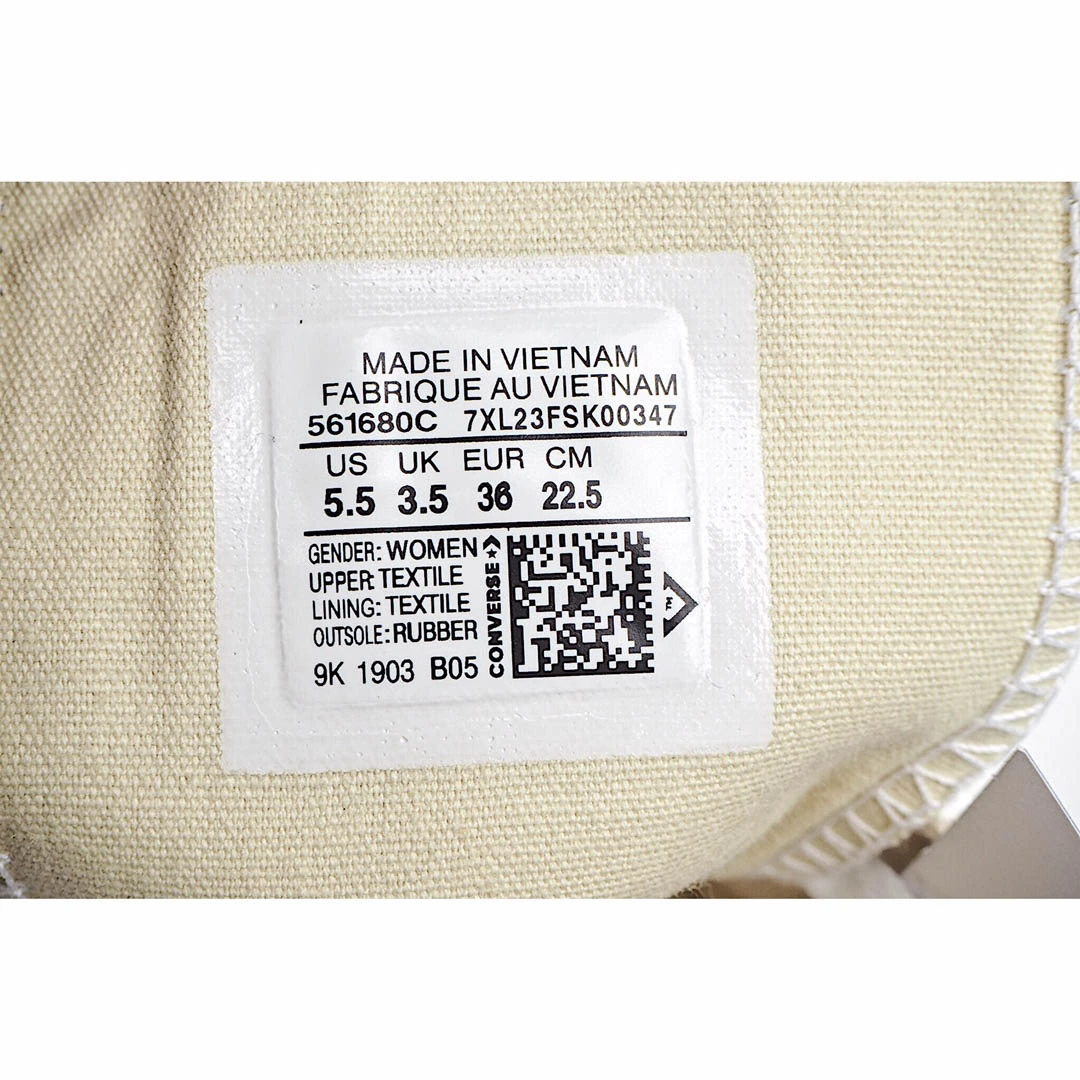 MADE IN VIETNAM
FABRIQUE AU VIETNAM
561680C 7XL23FSK00347
US UK EUR CM
5.5 3.5 36 22.5
GENDER: WOMEN
UPPER: TEXTILE
LINING: TEXTILE
OUTSOLE: RUBBER
9K 1903 B05
CONVERSE
TM